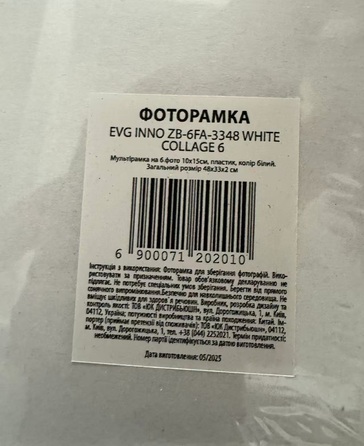 ФОТОРАМКА
EVG INNO ZB-6FA-3348 WHITE
COLLAGE 6
Мультірамка на 6 фото 10х15см, пластик, колір білий.
Загальний розмір 48х33х2 см
6 900071 202010
Інструкція з використання: Фоторамка для зберігання фотографій. Вико-
ристовувати за призначенням. Товар обов'язковому декларуванню не
підлягає. Не потребує спеціальних умов зберігання. Берегти від прямого
сонячного випромінювання. Безпечно для навколишнього середовища. Не
вміщує шкідливих для здоров'я речовин. Виробник, розробка дизайну та
контроль якості: ТОВ «ЮК ДИСТРИБЬЮШН», вул. Дорогожицька, 1, м. Київ,
04112, Україна; потужності виробництва та країна походження: Китай. Ім-
портер (приймає претензії від споживачів): ТОВ «ЮК ДИСТРИБЬЮШН», 04112,
м. Київ, вул. Дорогожицька, 1, тел. +38 (044) 2252021. Термін придатності:
необмежений. Номер партії ідентифікується за датою виготовлення.
Дата виготовлення: 05/2025